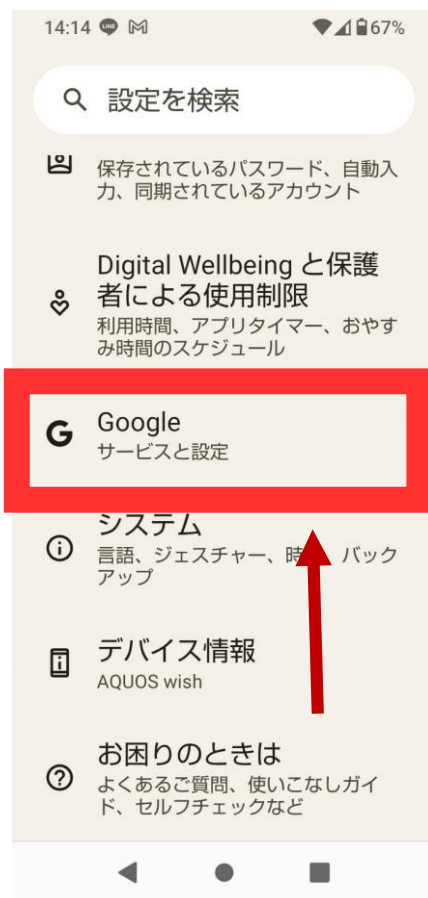 14:14 67%
設定を検索
保存されているパスワード、自動入
力、同期されているアカウント
Digital Wellbeing と保護
者による使用制限
利用時間、アプリタイマー、おやす
み時間のスケジュール
Google
サービスと設定
システム
言語、ジェスチャー、時 、バック
アップ
デバイス情報
AQUOS wish
お困りのときは
よくあるご質問、使いこなしガイ
ド、セルフチェックなど